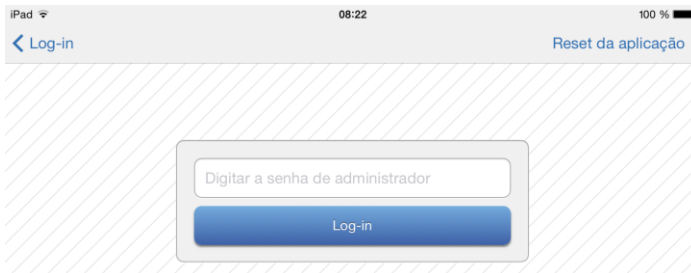 iPad 08:22 100 %
Log-in Reset da aplicação
Digitar a senha de administrador
Log-in